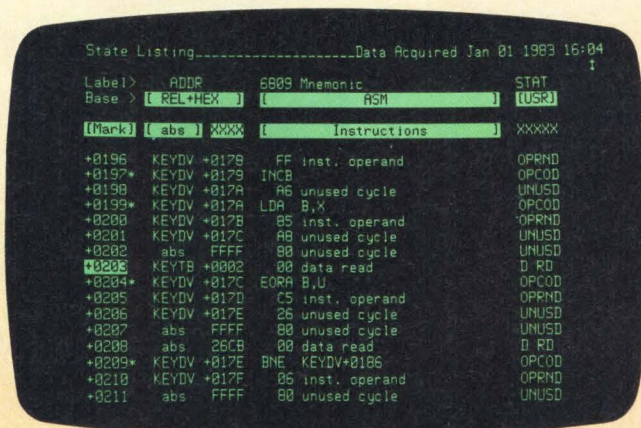 State Listing_____________________Data Acquired Jan 01 1983 16:04
Label> ADDR 6809 Mnemonic STAT
Base > [ REL+HEX ] [ ASM ] [USR]
[Mark] [ abs ] XXXX [ Instructions ] XXXXX
+0196 KEYDV +0178 FF inst. operand OPRND
+0197* KEYDV +0179 INCB OPCOD
+0198 KEYDV +017A A6 unused cycle UNUSD
+0199* KEYDV +017A LDA B,X OPCOD
+0200 KEYDV +017B 85 inst. operand OPRND
+0201 KEYDV +017C A8 unused cycle UNUSD
+0202 abs FFFF 80 unused cycle UNUSD
+0203 KEYTB +0002 00 data read D RD
+0204* KEYDV +017C EORA B,U OPCOD
+0205 KEYDV +017D C5 inst. operand OPRND
+0206 KEYDV +017E 26 unused cycle UNUSD
+0207 abs FFFF 80 unused cycle UNUSD
+0208 abs 26CB 00 data read D RD
+0209* KEYDV +017E BNE KEYDV+0186 OPCOD
+0210 KEYDV +017F 06 inst. operand OPRND
+0211 abs FFFF 80 unused cycle UNUSD